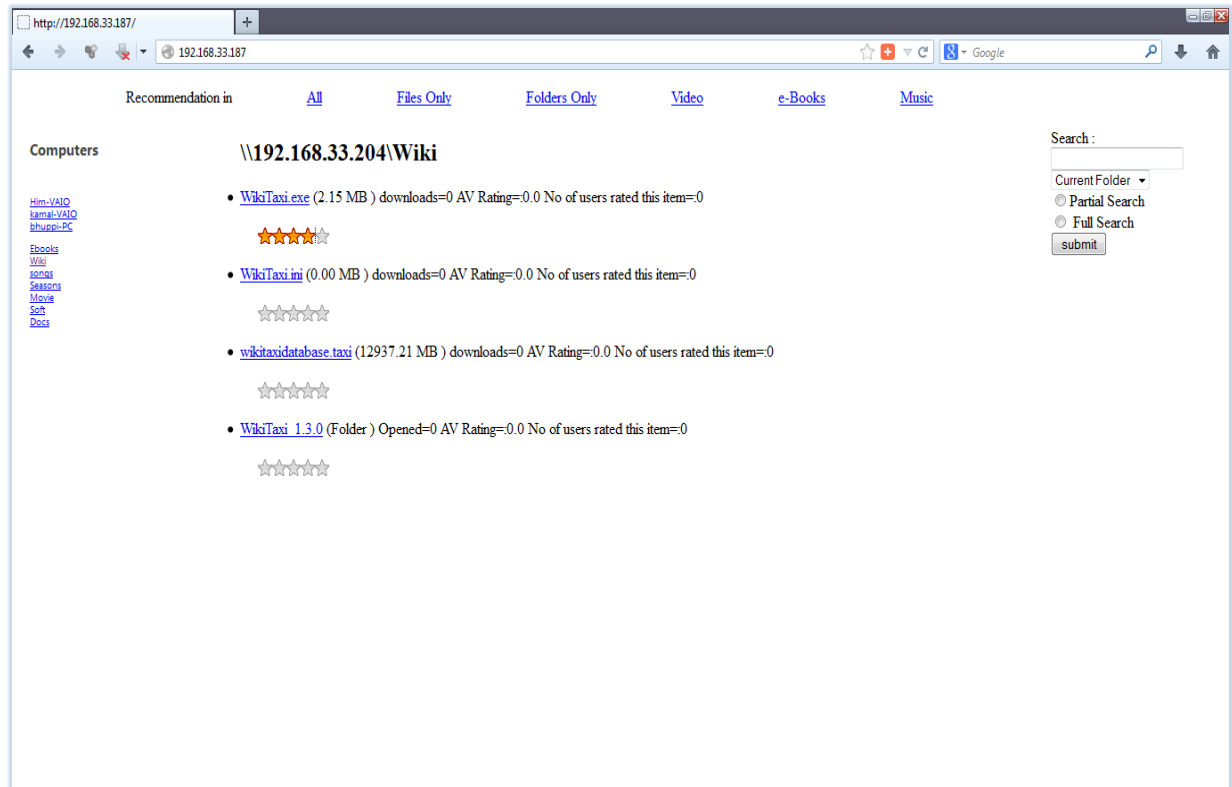 http://192.168.33.187/
192.168.33.187
Google
Recommendation in All Files Only Folders Only Video e-Books Music
Computers
Him-VAIO
kamal-VAIO
bhuppi-PC
Ebooks
Wiki
songs
Seasons
Movie
Soft
Docs
\\192.168.33.204\Wiki
WikiTaxi.exe (2.15 MB ) downloads=0 AV Rating=:0.0 No of users rated this item=:0
WikiTaxi.ini (0.00 MB ) downloads=0 AV Rating=:0.0 No of users rated this item=:0
wikitaxidatabase.taxi (12937.21 MB ) downloads=0 AV Rating=:0.0 No of users rated this item=:0
WikiTaxi_1.3.0 (Folder ) Opened=0 AV Rating=:0.0 No of users rated this item=:0
Search :
Current Folder
Partial Search
Full Search
submit